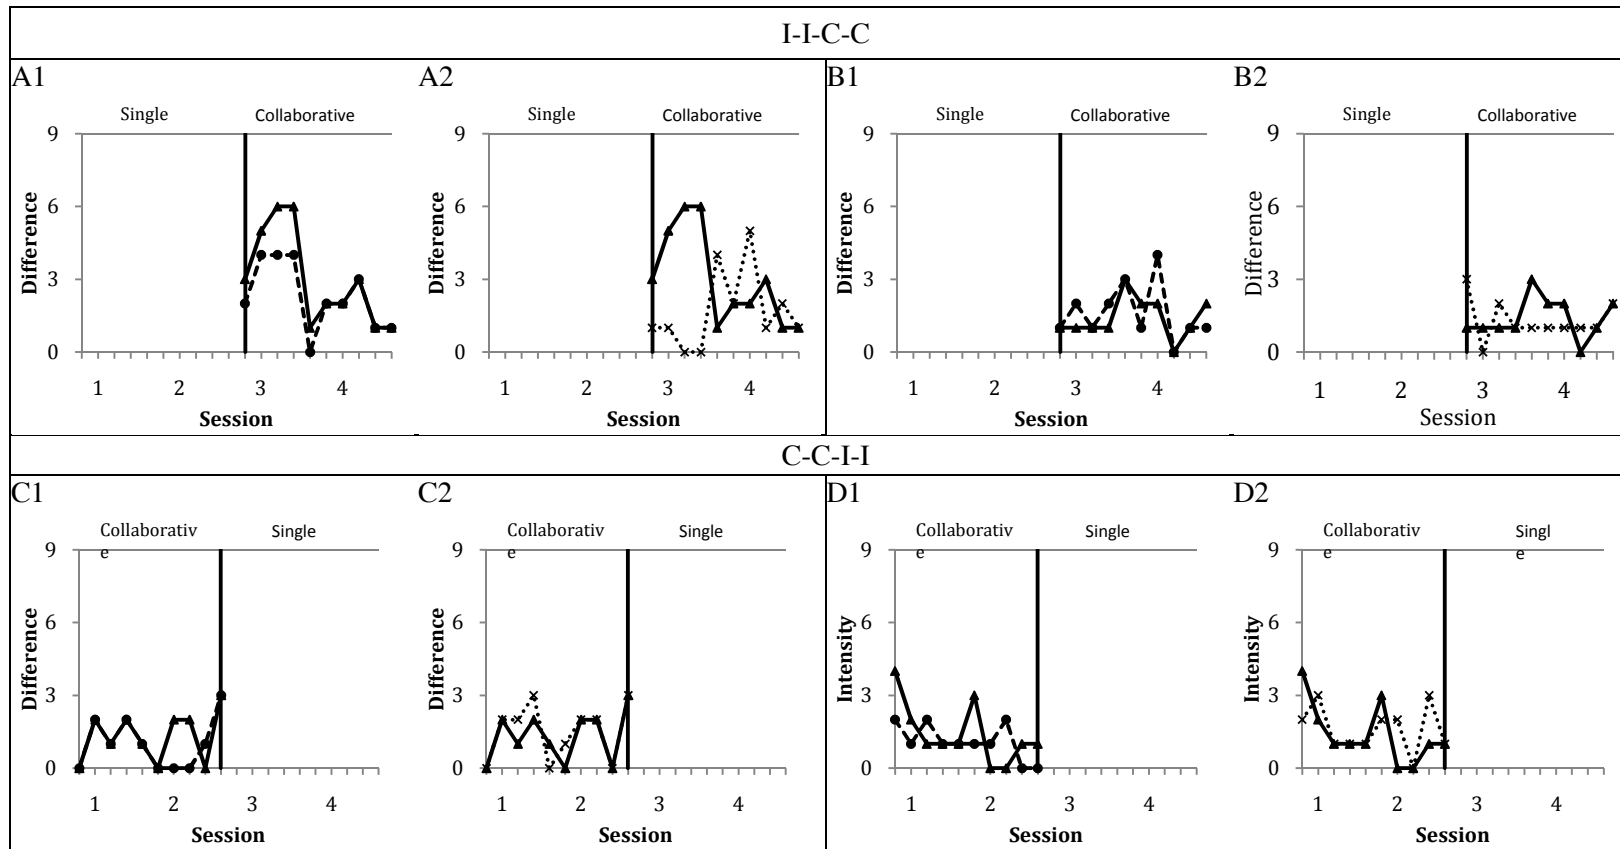 I-I-C-C
A1
A2
B1
B2
Single
Collaborative
9
6
3
0
Difference
1 2 3 4
Session
Single
Collaborative
9
6
3
0
Difference
1 2 3 4
Session
Single
Collaborative
9
6
3
0
Difference
1 2 3 4
Session
Single
Collaborative
9
6
3
0
Difference
1 2 3 4
Session
C-C-I-I
C1
C2
D1
D2
Collaborativ
e
Single
9
6
3
0
Difference
1 2 3 4
Session
Collaborativ
e
Single
9
6
3
0
Difference
1 2 3 4
Session
Collaborativ
e
Single
9
6
3
0
Intensity
1 2 3 4
Session
Collaborativ
e
Singl
e
9
6
3
0
Intensity
1 2 3 4
Session